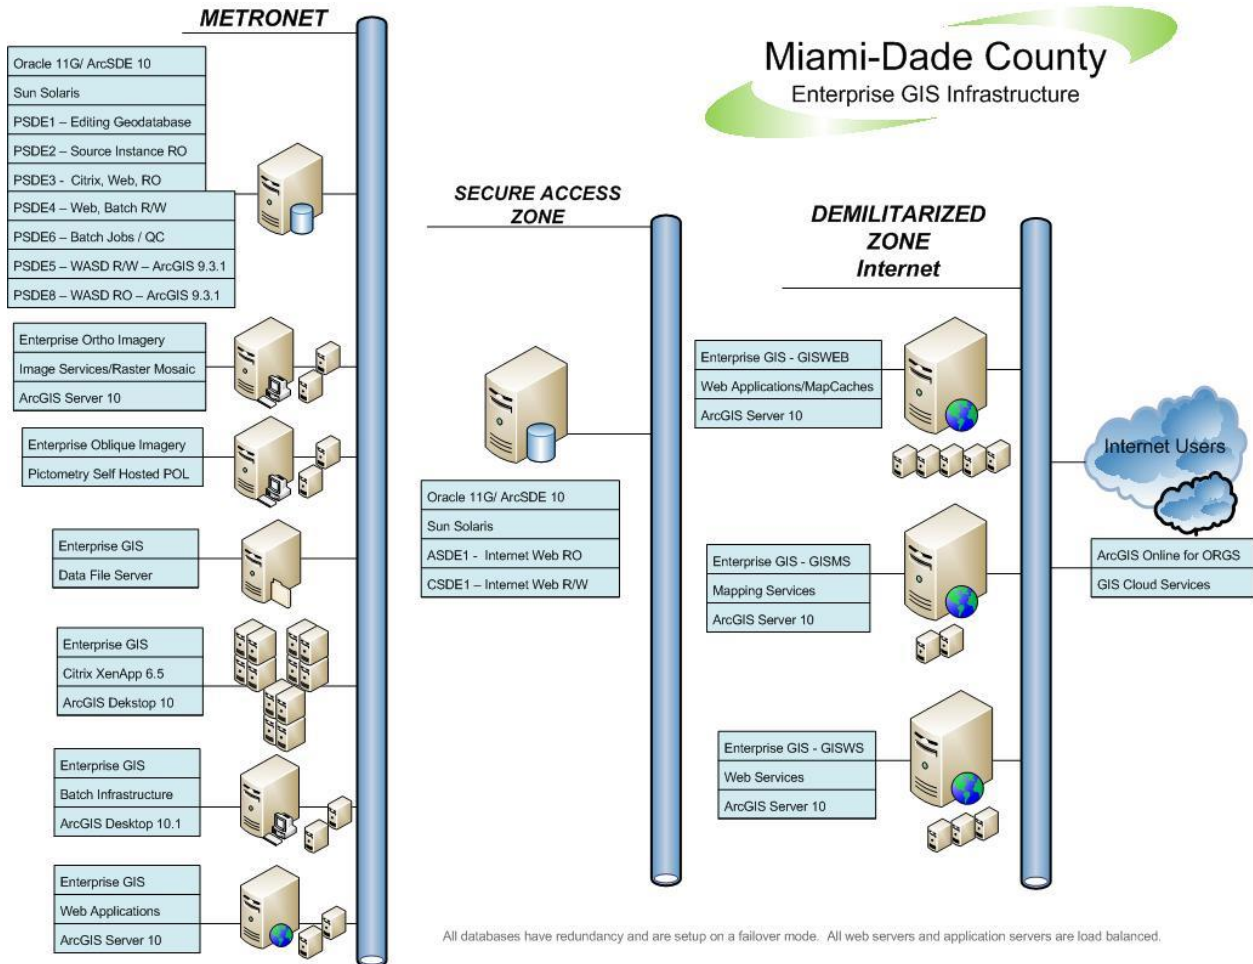 METRONET
Oracle 11G/ ArcSDE 10
Sun Solaris
PSDE1 – Editing Geodatabase
PSDE2 – Source Instance RO
PSDE3 - Citrix, Web, RO
PSDE4 – Web, Batch R/W
PSDE6 – Batch Jobs / QC
PSDE5 – WASD R/W – ArcGIS 9.3.1
PSDE8 – WASD RO – ArcGIS 9.3.1
Enterprise Ortho Imagery
Image Services/Raster Mosaic
ArcGIS Server 10
Enterprise Oblique Imagery
Pictometry Self Hosted POL
Enterprise GIS
Data File Server
Enterprise GIS
Citrix XenApp 6.5
ArcGIS Dekstop 10
Enterprise GIS
Batch Infrastructure
ArcGIS Desktop 10.1
Enterprise GIS
Web Applications
ArcGIS Server 10
Miami-Dade County
Enterprise GIS Infrastructure
SECURE ACCESS
ZONE
Oracle 11G/ ArcSDE 10
Sun Solaris
ASDE1 - Internet Web RO
CSDE1 – Internet Web R/W
DEMILITARIZED
ZONE
Internet
Enterprise GIS - GISWEB
Web Applications/MapCaches
ArcGIS Server 10
Enterprise GIS - GISMS
Mapping Services
ArcGIS Server 10
Enterprise GIS - GISWS
Web Services
ArcGIS Server 10
Internet Users
ArcGIS Online for ORGS
GIS Cloud Services
All databases have redundancy and are setup on a failover mode. All web servers and application servers are load balanced.